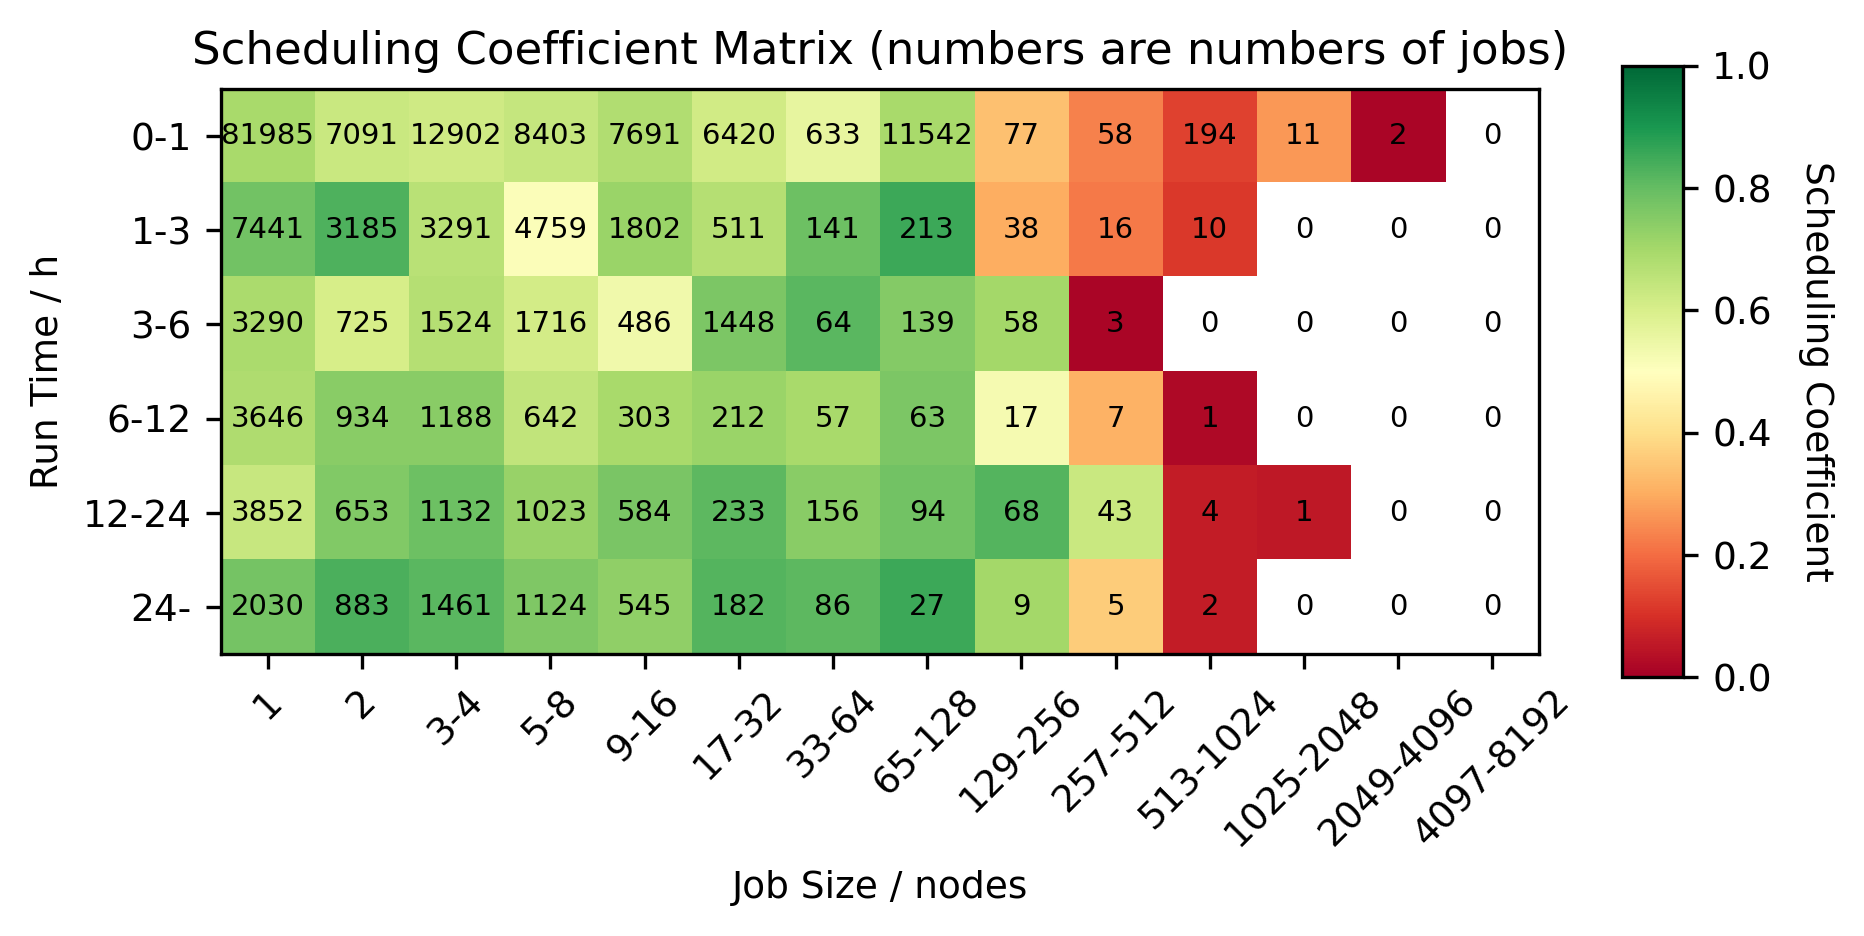 Scheduling Coefficient Matrix (numbers are numbers of jobs)
0-1 81985 7091 12902 8403 7691 6420 633 11542 77 58 194 11 2 0
1-3 7441 3185 3291 4759 1802 511 141 213 38 16 10 0 0 0
3-6 3290 725 1524 1716 486 1448 64 139 58 3 0 0 0 0
6-12 3646 934 1188 642 303 212 57 63 17 7 1 0 0 0
12-24 3852 653 1132 1023 584 233 156 94 68 43 4 1 0 0
24- 2030 883 1461 1124 545 182 86 27 9 5 2 0 0 0
Run Time / h
1 2 3-4 5-8 9-16 17-32 33-64 65-128 129-256 257-512 513-1024 1025-2048 2049-4096 4097-8192
Job Size / nodes
1.0
0.8
0.6
0.4
0.2
0.0
Scheduling Coefficient